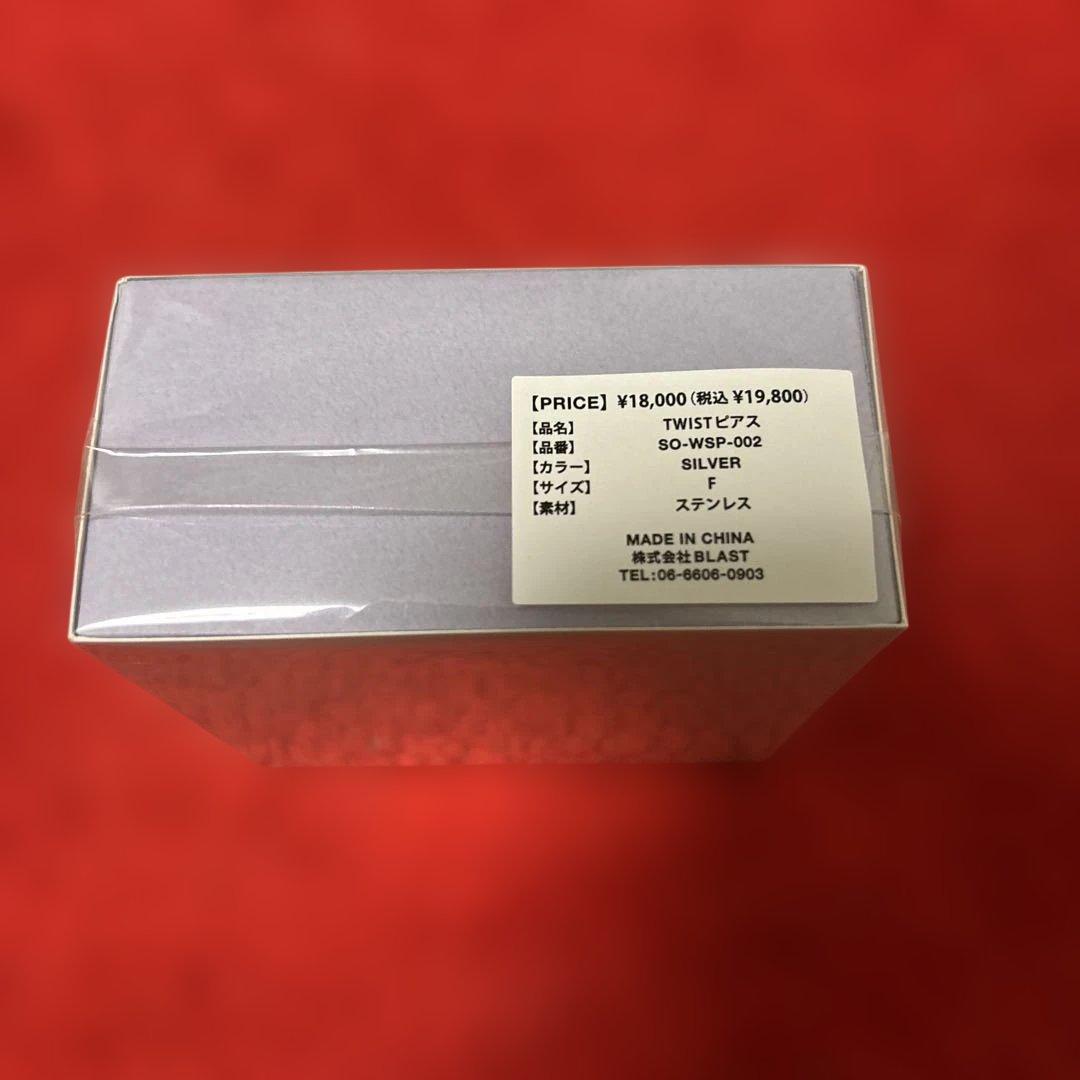 【PRICE】¥18,000(税込 ¥19,800)
【品名】 TWISTピアス
【品番】 SO-WSP-002
【カラー】 SILVER
【サイズ】 F
【素材】 ステンレス
MADE IN CHINA
株式会社BLAST
TEL:06-6606-0903